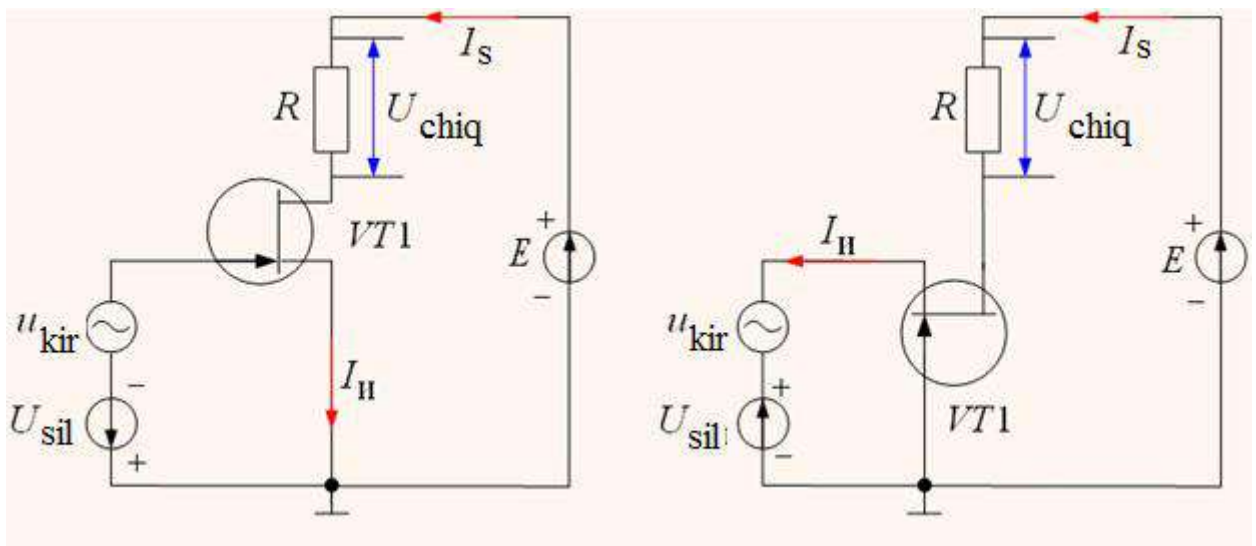 I_S
R
U_chiq
VT1
E
+
−
u_kir
I_и
−
U_sil
+
I_S
R
U_chiq
I_и
E
+
−
u_kir
+
U_sil
−
VT1